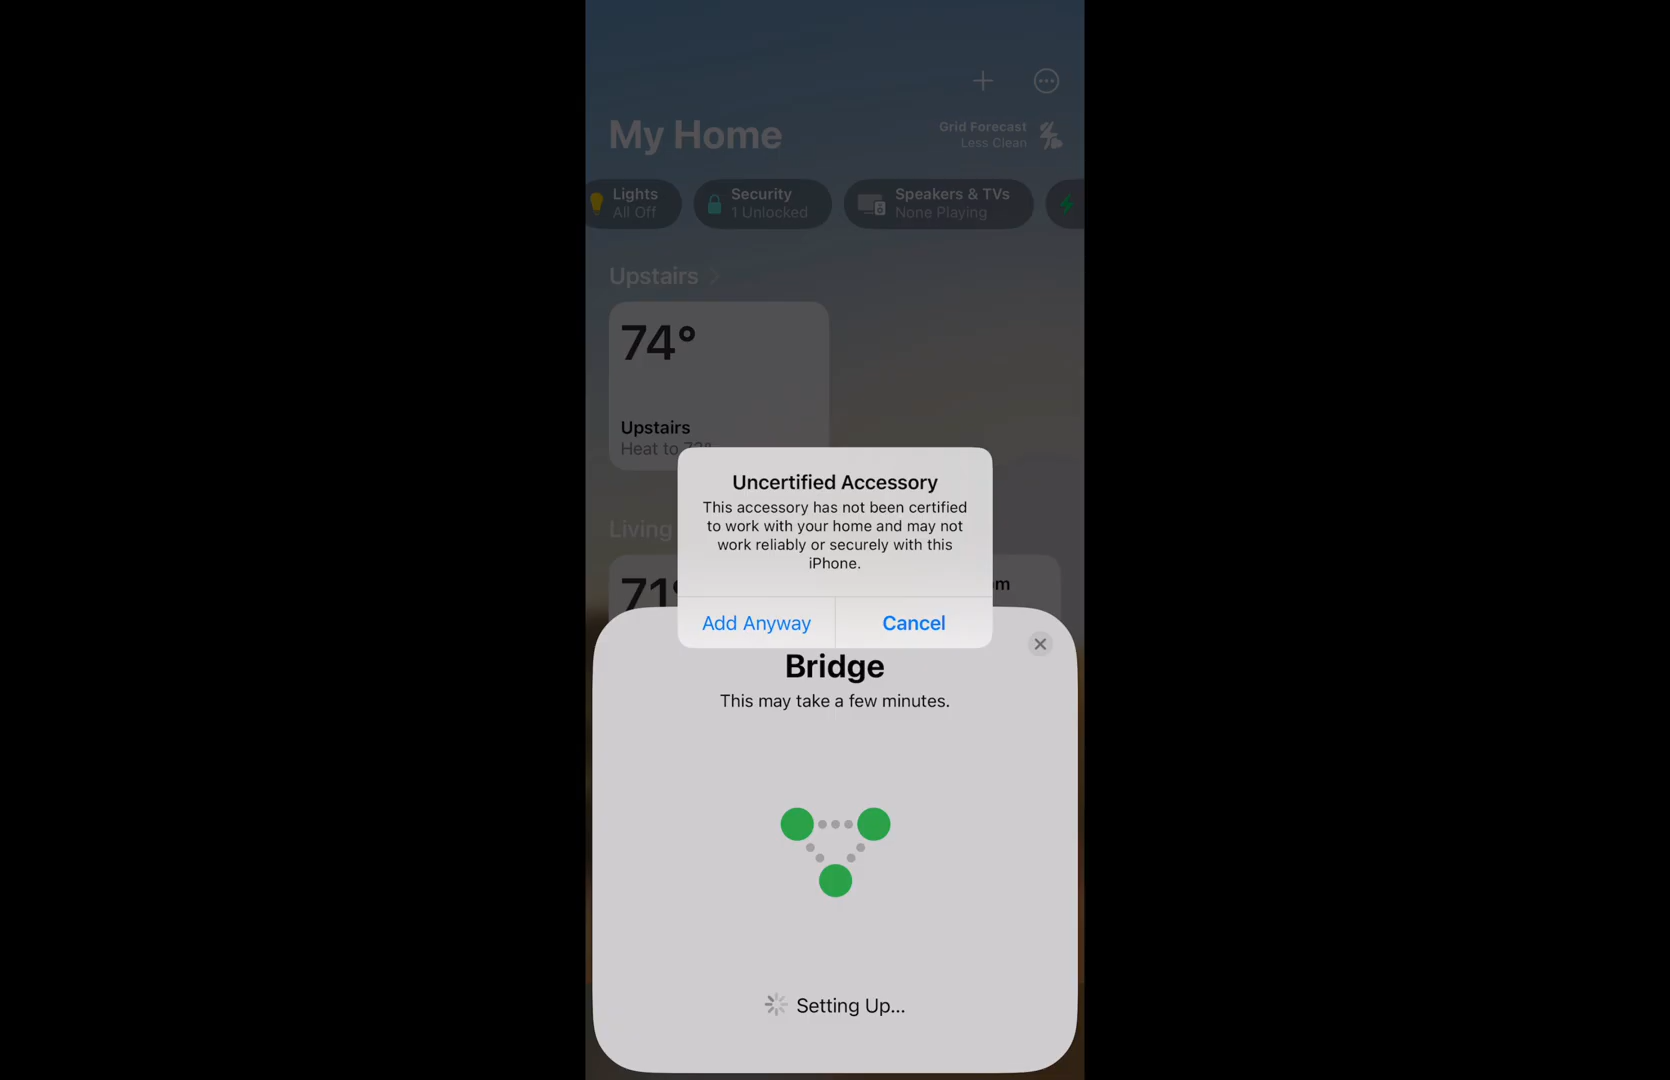 My Home
Grid Forecast
Less Clean
Lights
All Off
Security
1 Unlocked
Speakers & TVs
None Playing
Upstairs
74°
Upstairs
Heat to 72°
Living
71°
Uncertified Accessory
This accessory has not been certified
to work with your home and may not
work reliably or securely with this
iPhone.
Add Anyway
Cancel
Bridge
This may take a few minutes.
Setting Up...